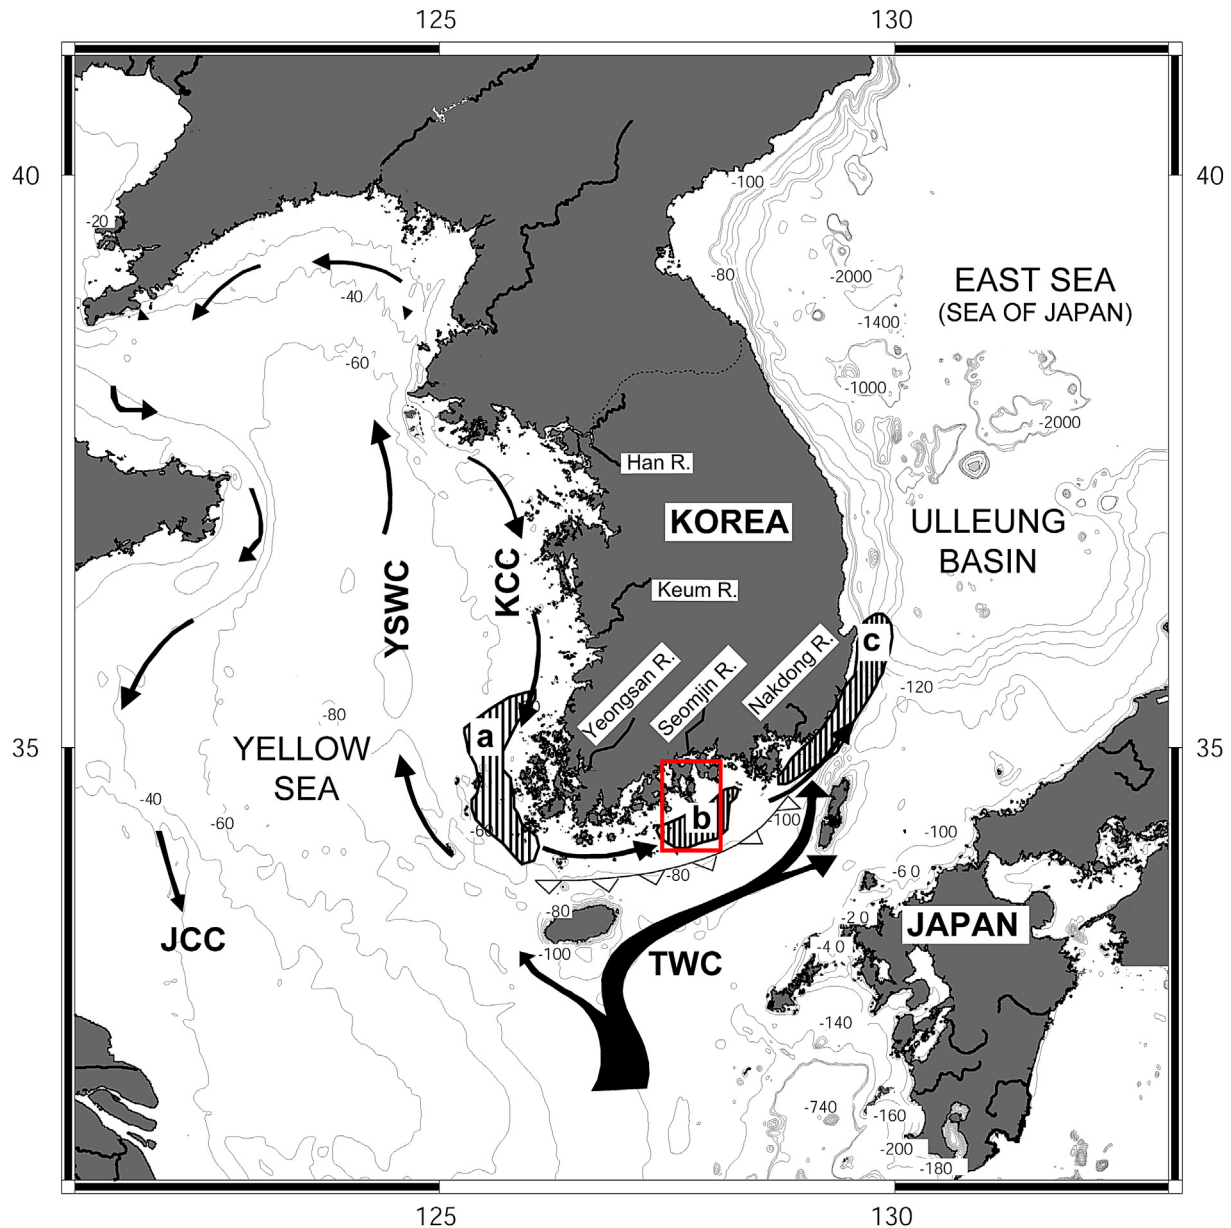 125
130
40
40
-100
-20
-80
-2000
EAST SEA
(SEA OF JAPAN)
-40
-1400
-60
-1000
-2000
Han R.
KOREA
ULLEUNG
BASIN
KCC
YSWC
Keum R.
Yeongsan R.
Seomjin R.
Nakdong R.
c
-120
-80
a
35
35
YELLOW
SEA
-40
-60
-60
b
-100
-100
-80
-60
-80
-20
JAPAN
JCC
-40
-100
TWC
-140
-740
-160
-200
-180
125
130